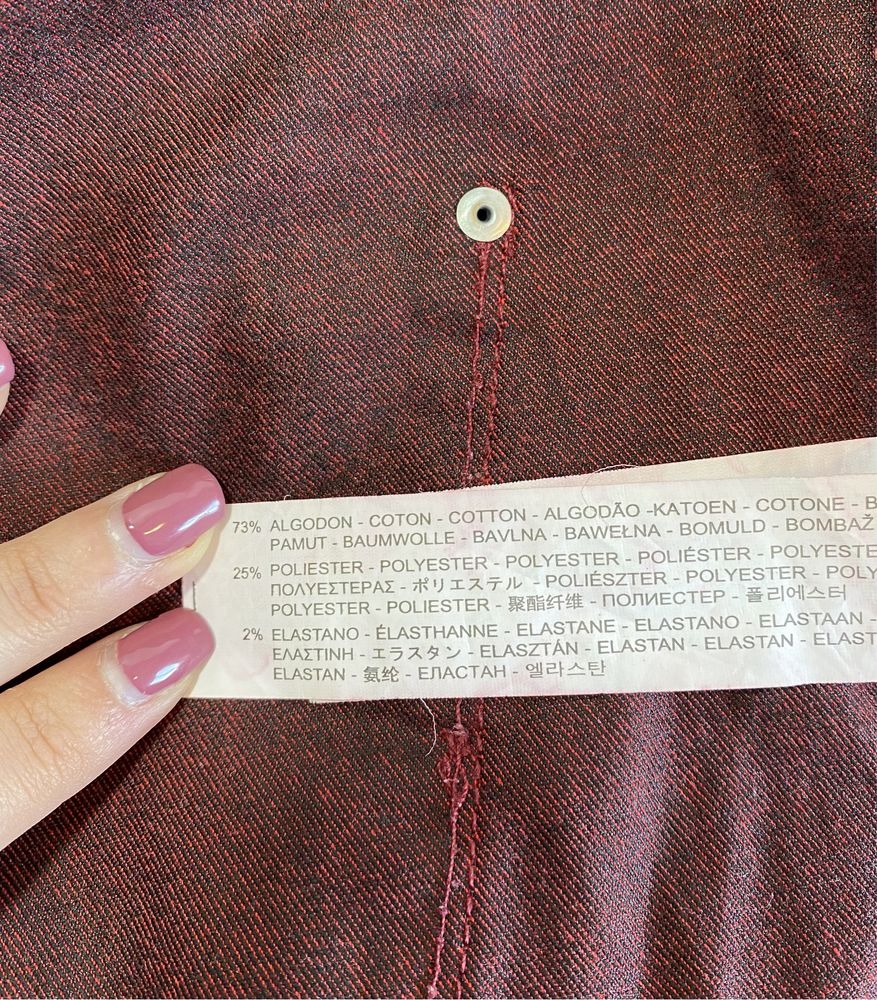 73% ALGODON - COTON - COTTON - ALGODÃO -KATOEN - COTONE - B
PAMUT - BAUMWOLLE - BAVLNA - BAWEŁNA - BOMULD - BOMBAŽ
25% POLIESTER - POLYESTER - POLYESTER - POLIÉSTER - POLYESTE
ΠΟΛΥΕΣΤΕΡΑΣ - ポリエステル - POLIÉSZTER - POLYESTER - POLY
POLYESTER - POLIESTER - 聚酯纤维 - ПОЛИЕСТЕР - 폴리에스터
2% ELASTANO - ÉLASTHANNE - ELASTANE - ELASTANO - ELASTAAN -
ΕΛΑΣΤΙΝΗ - エラスタン - ELASZTÁN - ELASTAN - ELASTAN - ELAST
ELASTAN - 氨纶 - ЕЛАСТАН - 엘라스탄